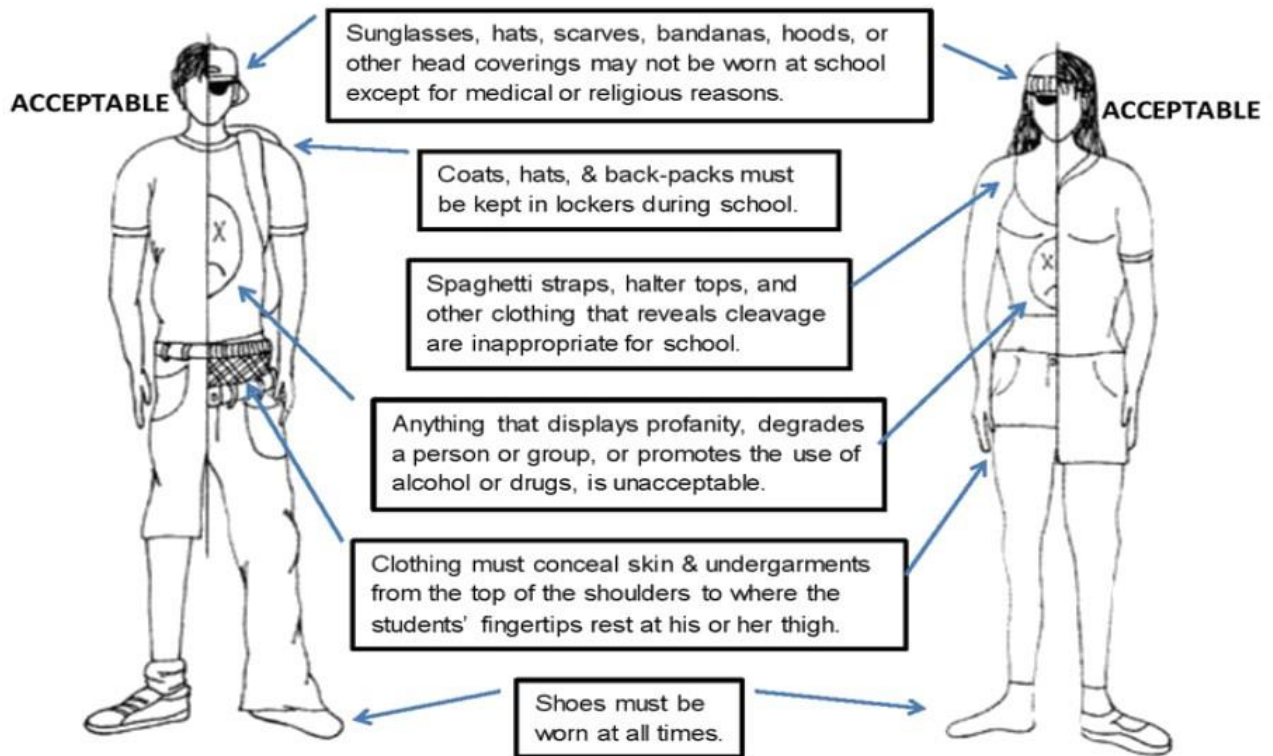 Sunglasses, hats, scarves, bandanas, hoods, or
other head coverings may not be worn at school
except for medical or religious reasons.
ACCEPTABLE
ACCEPTABLE
Coats, hats, & back-packs must
be kept in lockers during school.
Spaghetti straps, halter tops, and
other clothing that reveals cleavage
are inappropriate for school.
Anything that displays profanity, degrades
a person or group, or promotes the use of
alcohol or drugs, is unacceptable.
Clothing must conceal skin & undergarments
from the top of the shoulders to where the
students' fingertips rest at his or her thigh.
Shoes must be
worn at all times.